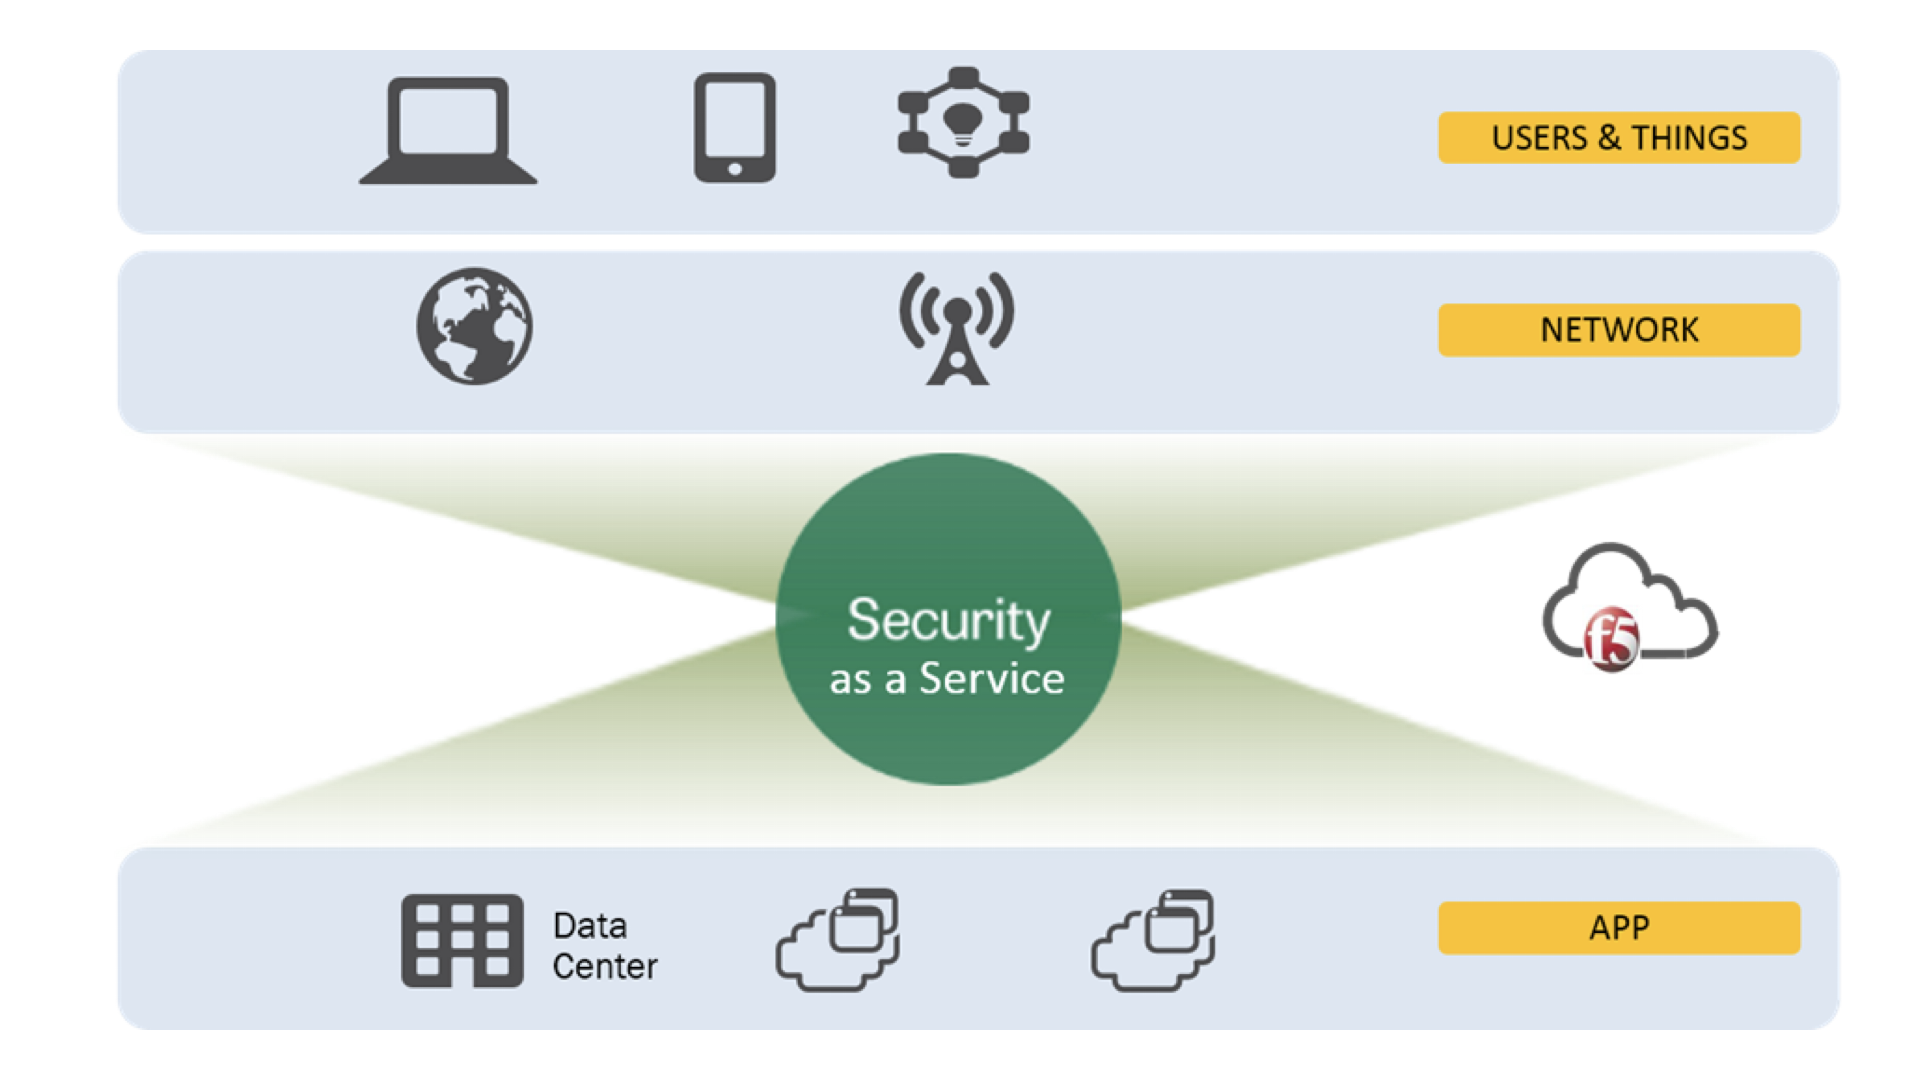 USERS & THINGS
NETWORK
Security
as a Service
f5
Data
Center
APP